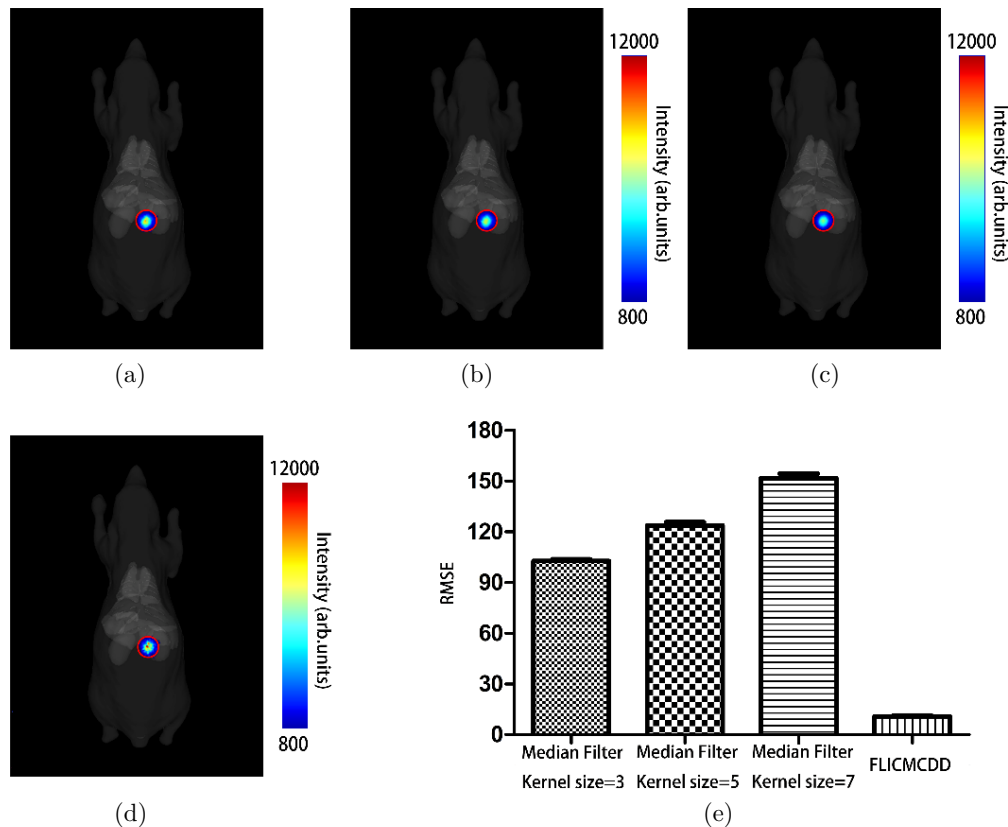 12000
Intensity (arb.units)
800
12000
Intensity (arb.units)
800
(a)
(b)
(c)
12000
Intensity (arb.units)
800
180
150
120
90
60
30
0
RMSE
Median Filter
Kernel size=3
Median Filter
Kernel size=5
Median Filter
Kernel size=7
FLICMCDD
(d)
(e)